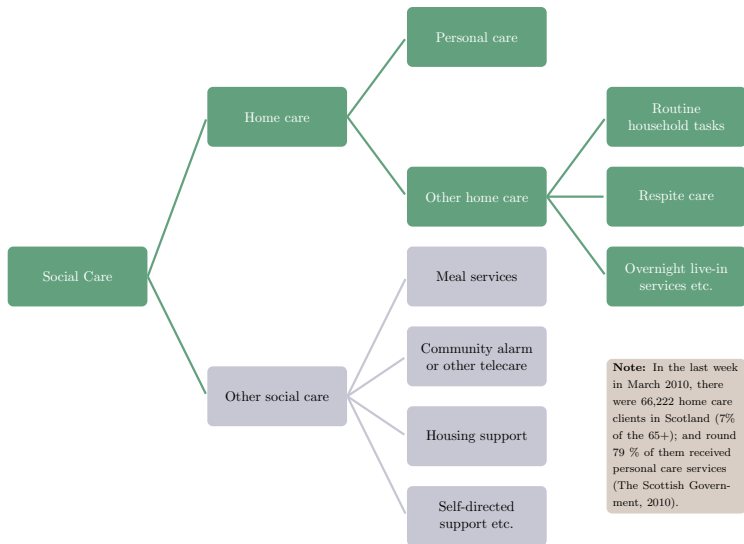 Personal care
Home care
Routine
household tasks
Other home care
Respite care
Social Care
Meal services
Overnight live-in
services etc.
Community alarm
or other telecare
Other social care
Housing support
Self-directed
support etc.
Note: In the last week
in March 2010, there
were 66,222 home care
clients in Scotland (7%
of the 65+); and round
79 % of them received
personal care services
(The Scottish Govern-
ment, 2010).